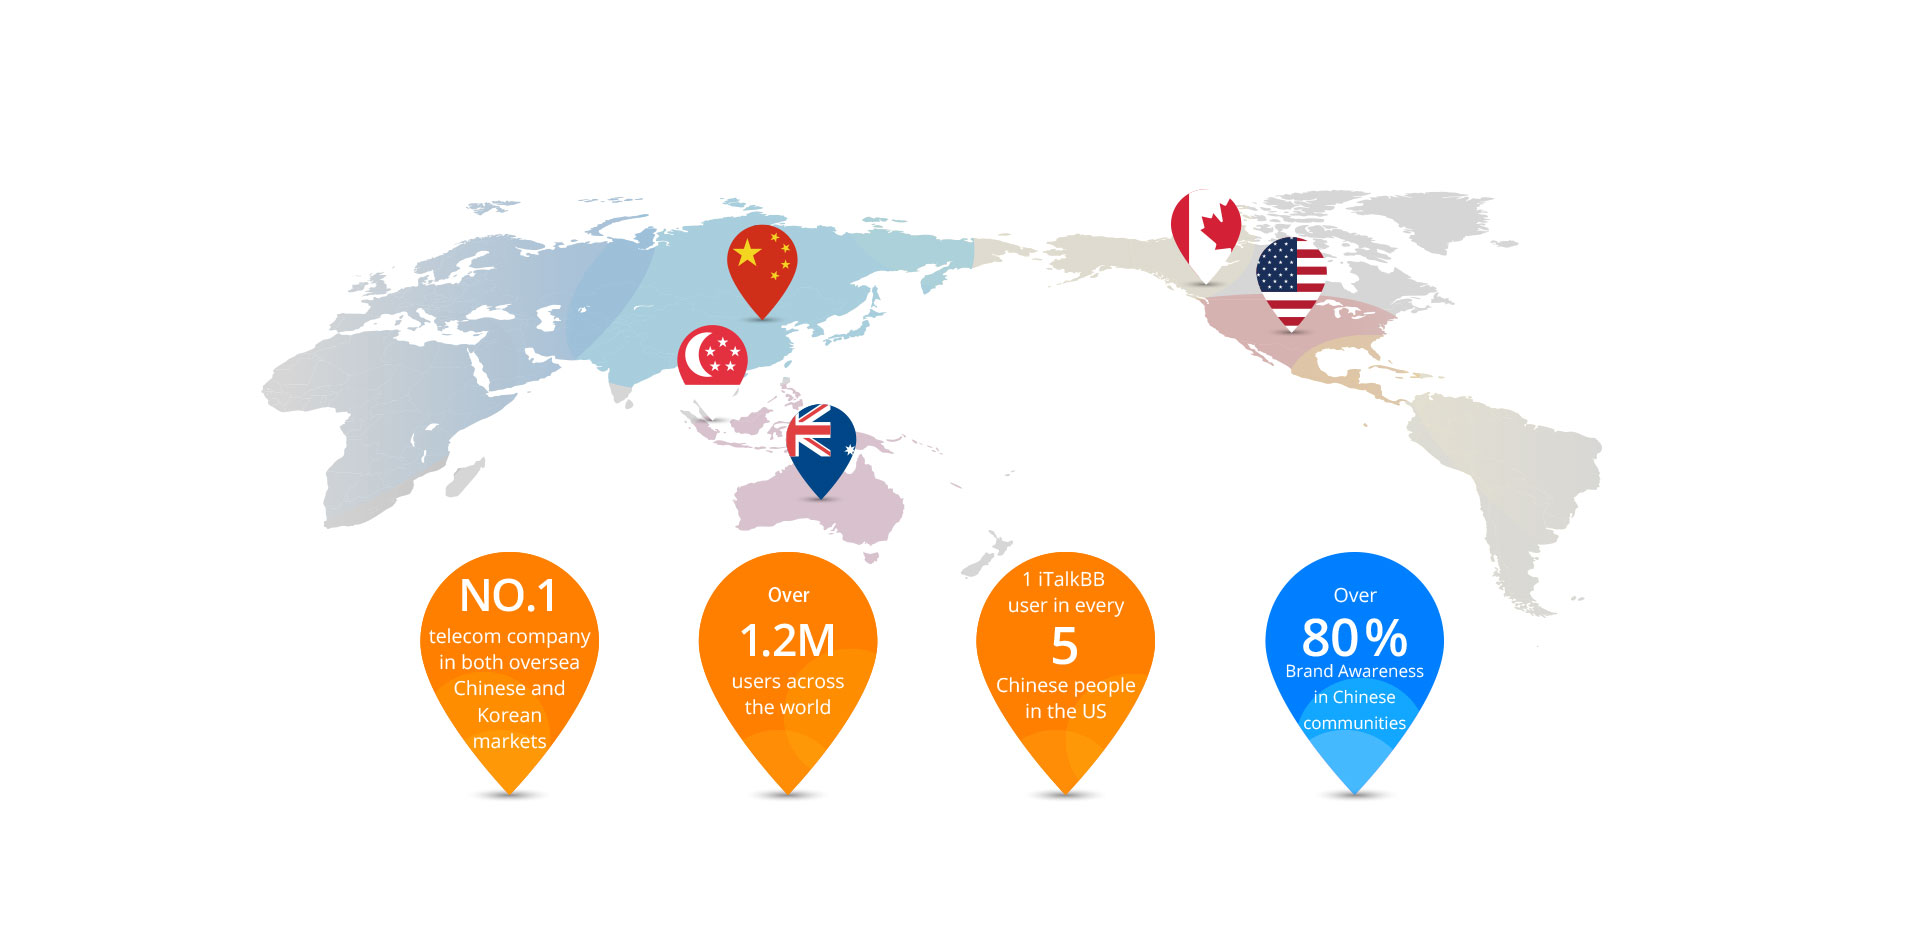 NO.1
telecom company
in both oversea
Chinese and
Korean
markets
Over
1.2M
users across
the world
1 iTalkBB
user in every
5
Chinese people
in the US
Over
80%
Brand Awareness
in Chinese
communities